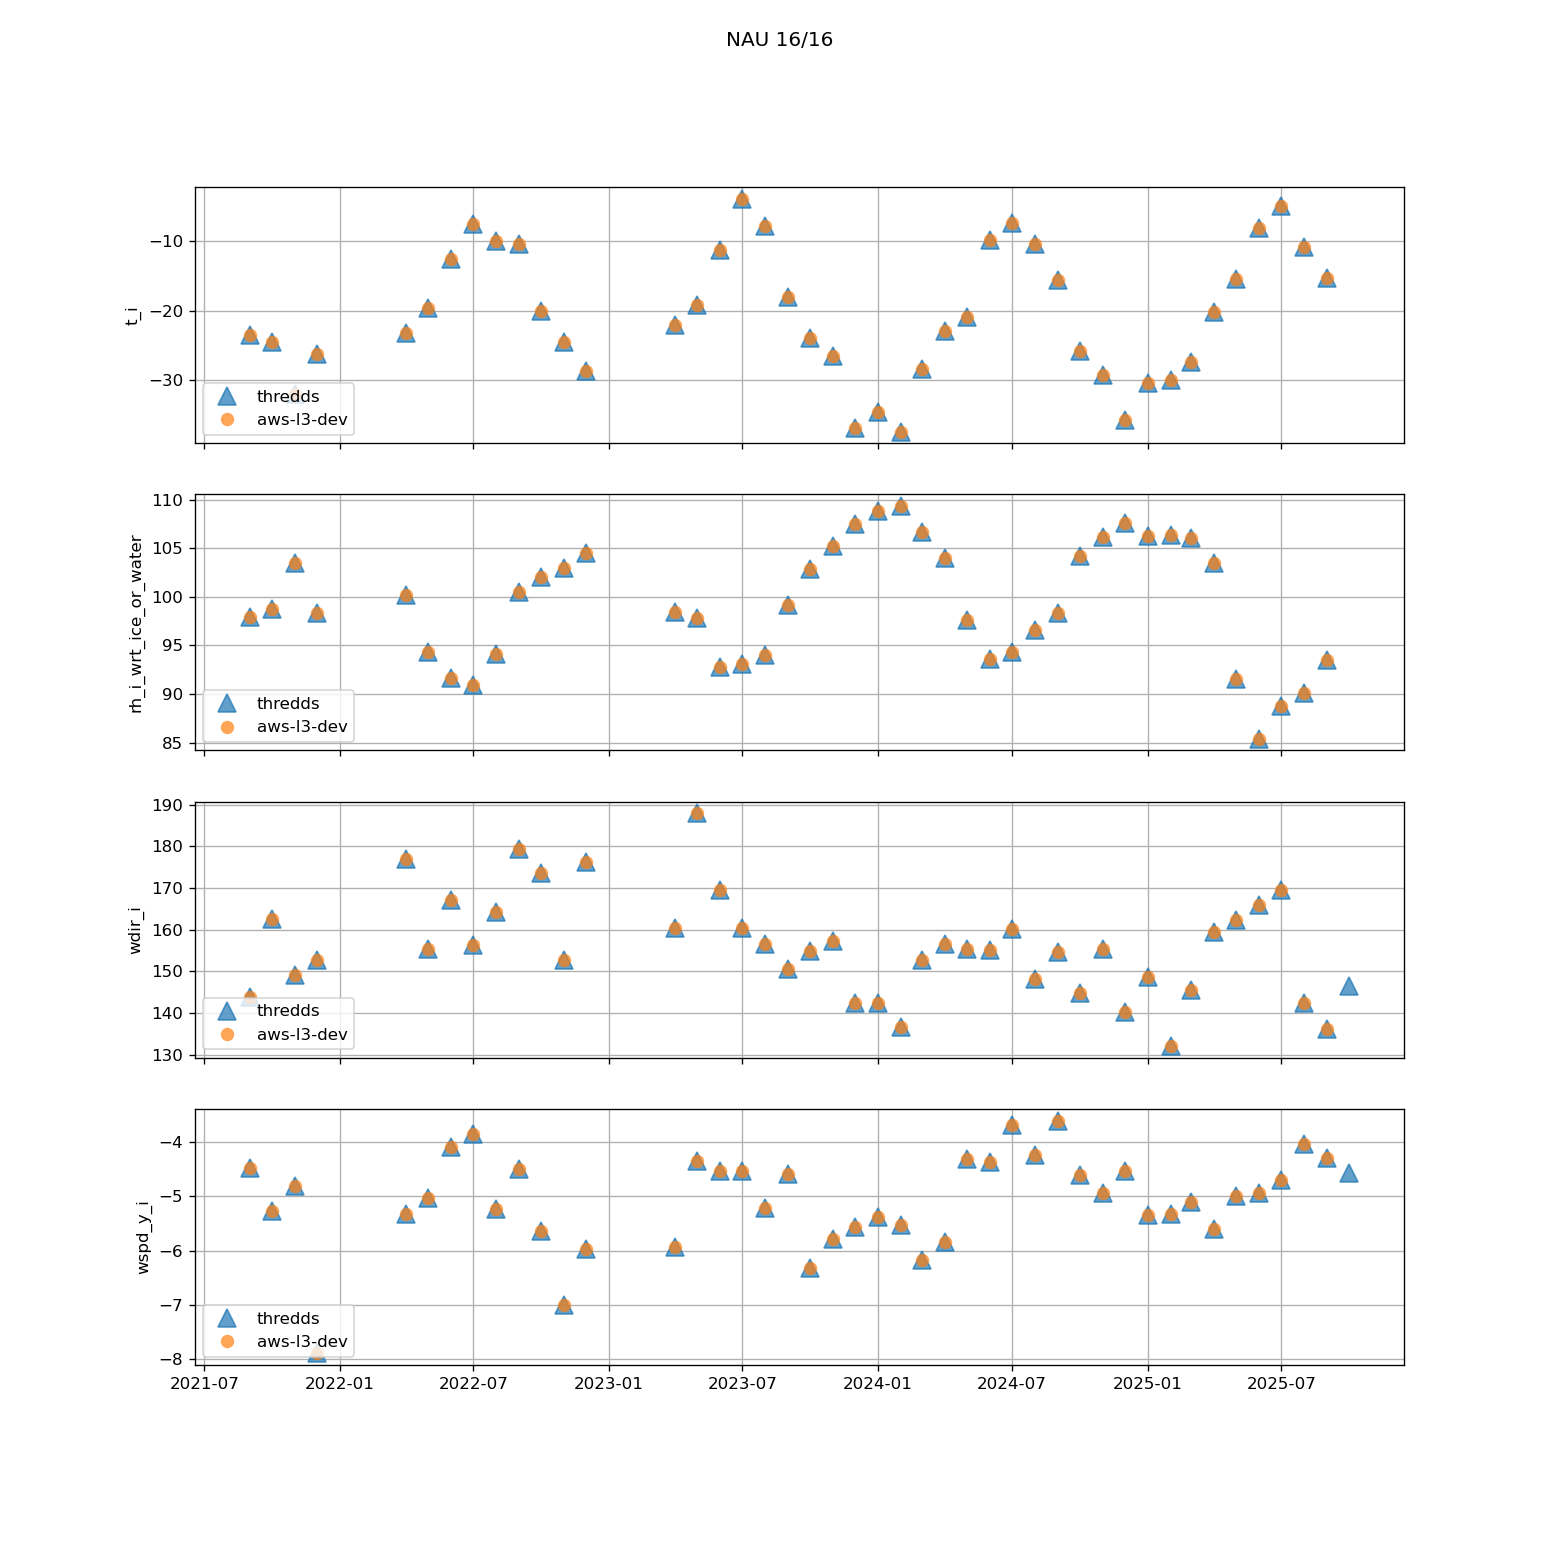 NAU 16/16
t_i
−10
−20
−30
thredds
aws-l3-dev
rh_i_wrt_ice_or_water
110
105
100
95
90
85
thredds
aws-l3-dev
wdir_i
190
180
170
160
150
140
130
thredds
aws-l3-dev
wspd_y_i
−4
−5
−6
−7
−8
thredds
aws-l3-dev
2021-07 2022-01 2022-07 2023-01 2023-07 2024-01 2024-07 2025-01 2025-07